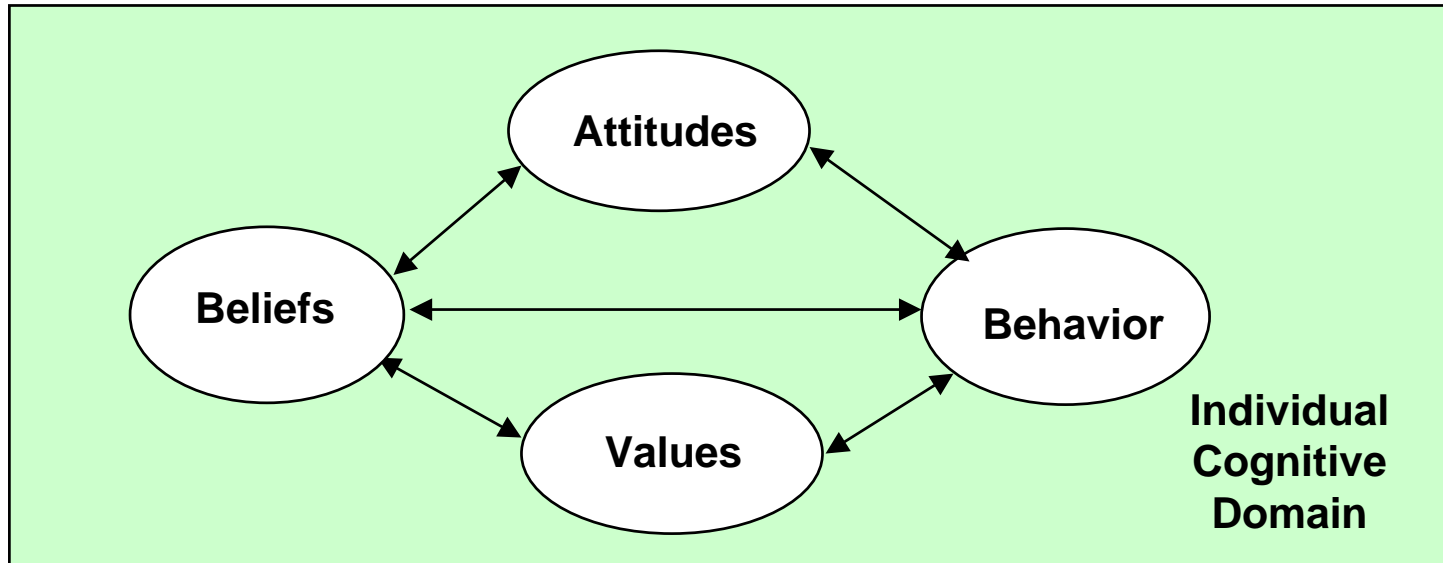 Attitudes
Beliefs
Behavior
Values
Individual
Cognitive
Domain